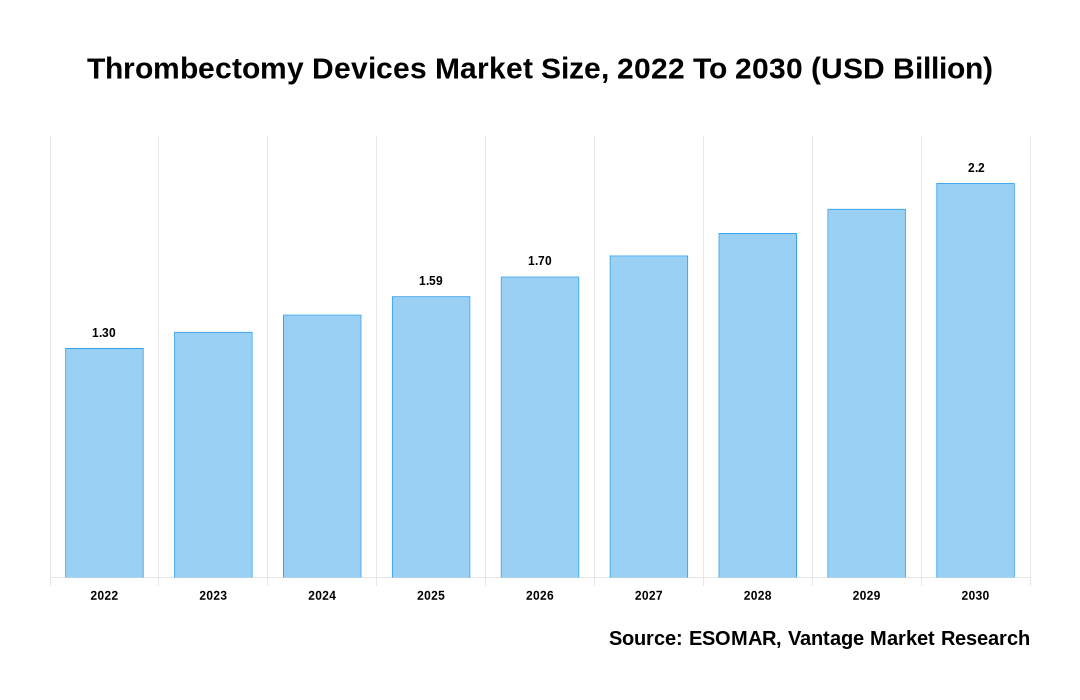 Thrombectomy Devices Market Size, 2022 To 2030 (USD Billion)
1.30
1.59
1.70
2.2
2022 2023 2024 2025 2026 2027 2028 2029 2030
Source: ESOMAR, Vantage Market Research